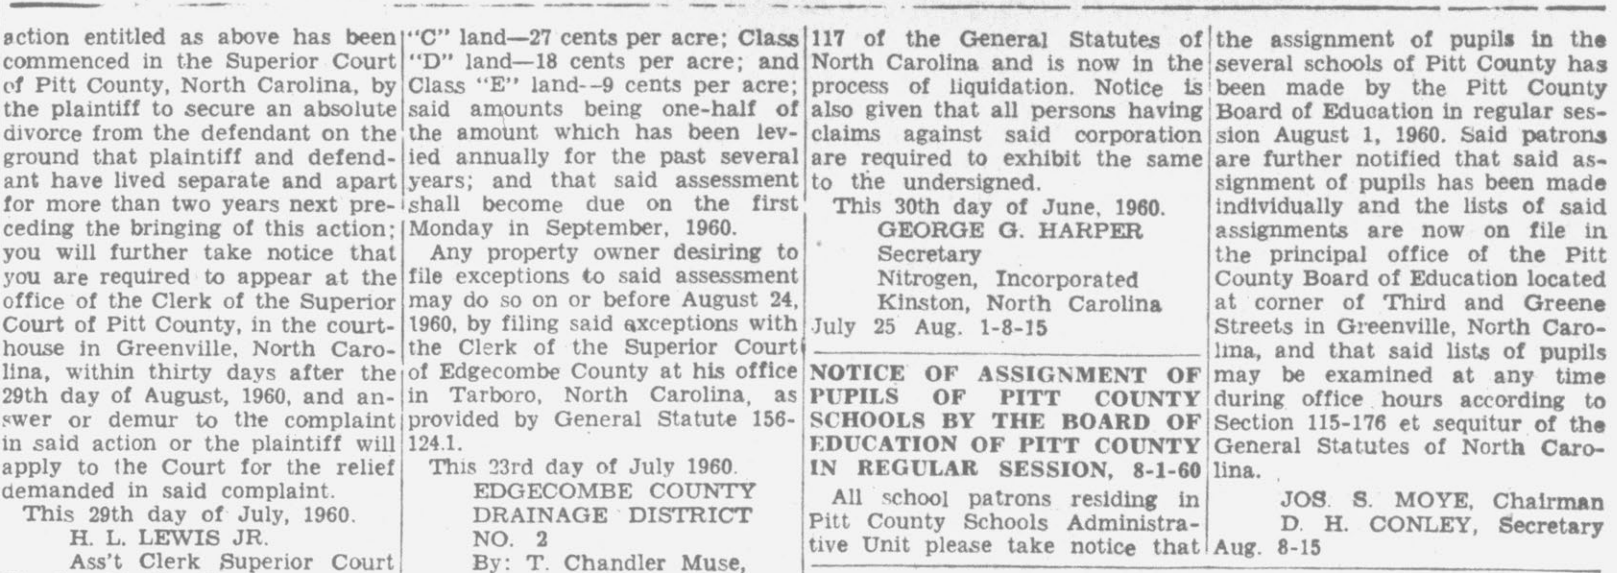 action entitled as above has been
commenced in the Superior Court
of Pitt County, North Carolina, by
the plaintiff to secure an absolute
divorce from the defendant on the
ground that plaintiff and defend-
ant have lived separate and apart
for more than two years next pre-
ceding the bringing of this action;
you will further take notice that
you are required to appear at the
office of the Clerk of the Superior
Court of Pitt County, in the court-
house in Greenville, North Caro-
lina, within thirty days after the
29th day of August, 1960, and an-
swer or demur to the complaint
in said action or the plaintiff will
apply to the Court for the relief
demanded in said complaint.
This 29th day of July, 1960.
H. L. LEWIS JR.
Ass't Clerk Superior Court
"C" land—27 cents per acre; Class
"D" land—18 cents per acre; and
Class "E" land--9 cents per acre;
said amounts being one-half of
the amount which has been lev-
ied annually for the past several
years; and that said assessment
shall become due on the first
Monday in September, 1960.
Any property owner desiring to
file exceptions to said assessment
may do so on or before August 24,
1960, by filing said exceptions with
the Clerk of the Superior Court
of Edgecombe County at his office
in Tarboro, North Carolina, as
provided by General Statute 156-
124.1.
This 23rd day of July 1960.
EDGECOMBE COUNTY
DRAINAGE DISTRICT
NO. 2
By: T. Chandler Muse,
117 of the General Statutes of
North Carolina and is now in the
process of liquidation. Notice is
also given that all persons having
claims against said corporation
are required to exhibit the same
to the undersigned.
This 30th day of June, 1960.
GEORGE G. HARPER
Secretary
Nitrogen, Incorporated
Kinston, North Carolina
July 25 Aug. 1-8-15
NOTICE OF ASSIGNMENT OF
PUPILS OF PITT COUNTY
SCHOOLS BY THE BOARD OF
EDUCATION OF PITT COUNTY
IN REGULAR SESSION, 8-1-60
All school patrons residing in
Pitt County Schools Administra-
tive Unit please take notice that
the assignment of pupils in the
several schools of Pitt County has
been made by the Pitt County
Board of Education in regular ses-
sion August 1, 1960. Said patrons
are further notified that said as-
signment of pupils has been made
individually and the lists of said
assignments are now on file in
the principal office of the Pitt
County Board of Education located
at corner of Third and Greene
Streets in Greenville, North Caro-
lina, and that said lists of pupils
may be examined at any time
during office hours according to
Section 115-176 et sequitur of the
General Statutes of North Caro-
lina.
JOS. S. MOYE, Chairman
D. H. CONLEY, Secretary
Aug. 8-15